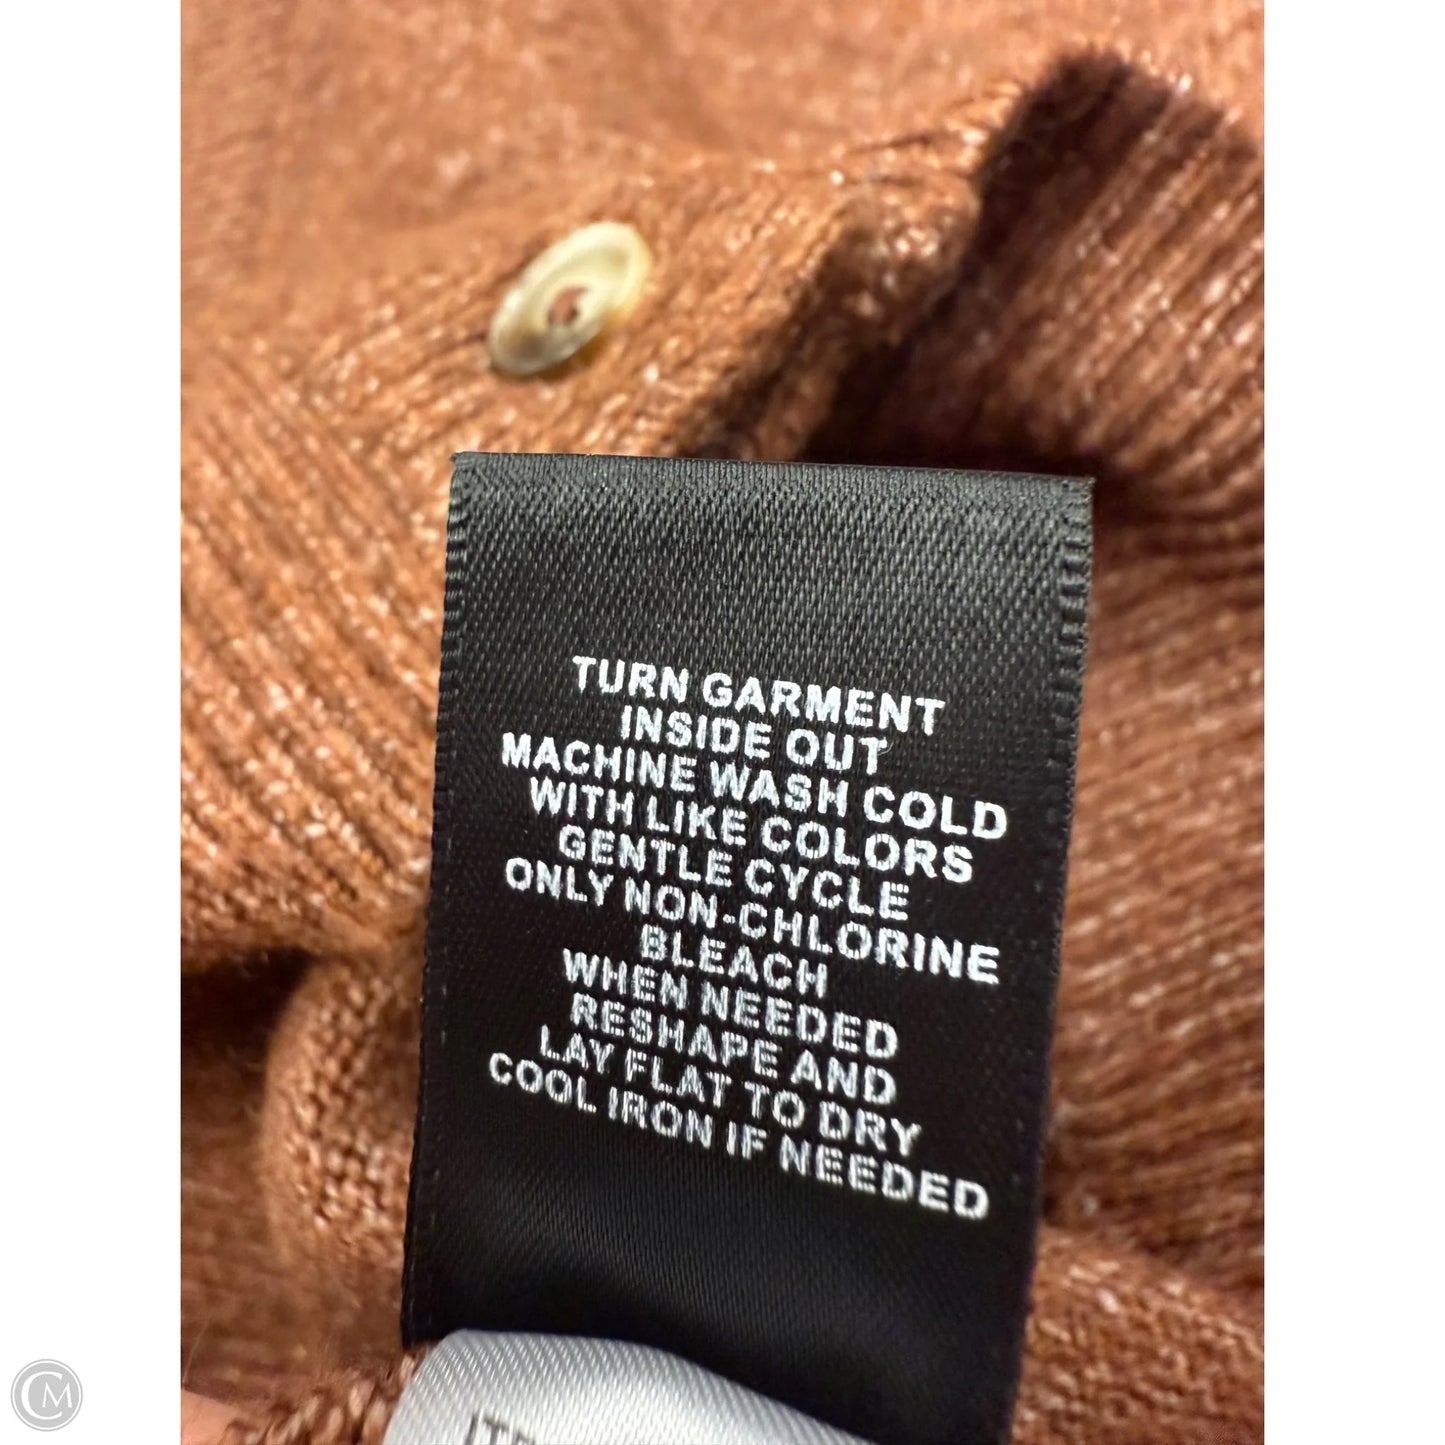 TURN GARMENT
INSIDE OUT
MACHINE WASH COLD
WITH LIKE COLORS
GENTLE CYCLE
ONLY NON-CHLORINE
BLEACH
WHEN NEEDED
RESHAPE AND
LAY FLAT TO DRY
COOL IRON IF NEEDED
CM